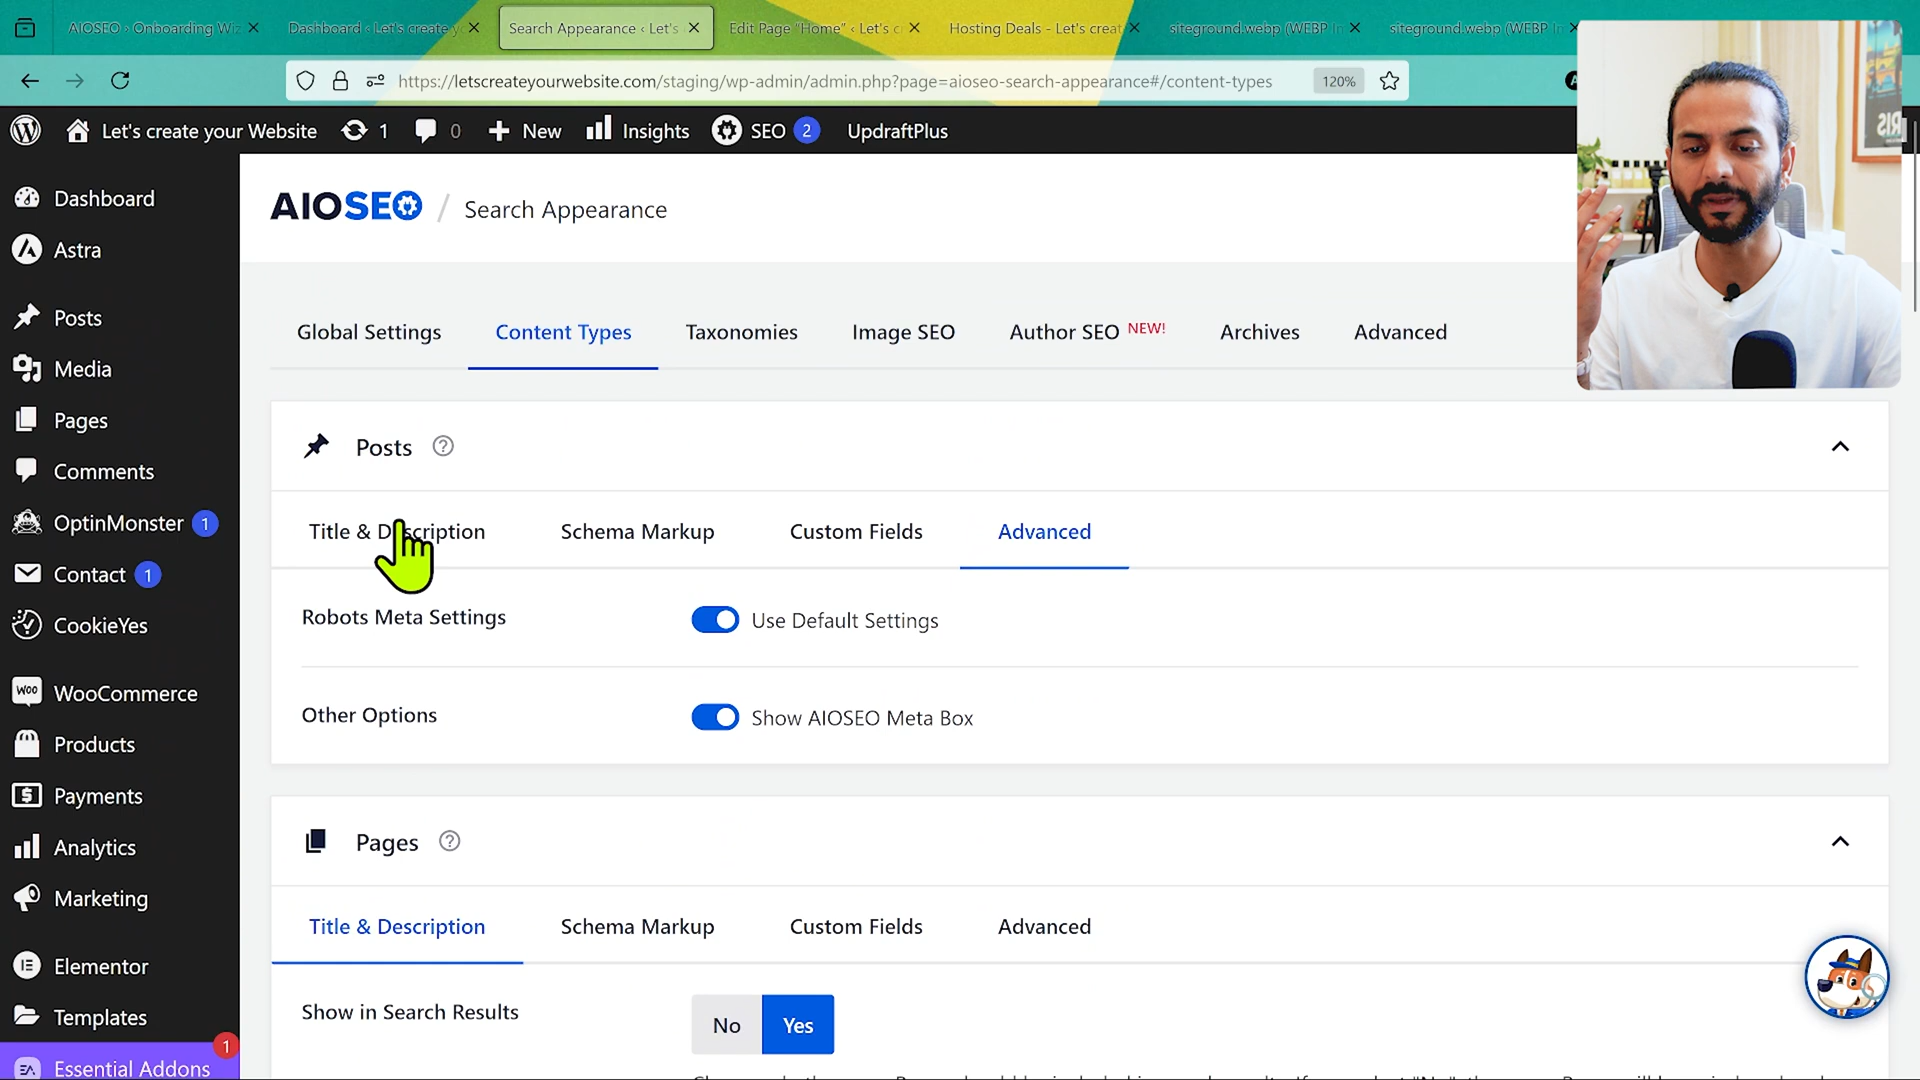 AIOSEO › Onboarding Wiz
Dashboard ‹ Let's create y
Search Appearance ‹ Let's
Edit Page "Home" ‹ Let's c
Hosting Deals - Let's creat
siteground.webp (WEBP Im
siteground.webp (WEBP Im
https://letscreateyourwebsite.com/staging/wp-admin/admin.php?page=aioseo-search-appearance#/content-types
120%
Let's create your Website
1
0
New
Insights
SEO 2
UpdraftPlus
Dashboard
Astra
Posts
Media
Pages
Comments
OptinMonster 1
Contact 1
CookieYes
WooCommerce
Products
Payments
Analytics
Marketing
Elementor
Templates
Essential Addons
1
AIOSEO / Search Appearance
Global Settings
Content Types
Taxonomies
Image SEO
Author SEO NEW!
Archives
Advanced
Posts
Title & Description
Schema Markup
Custom Fields
Advanced
Robots Meta Settings
Use Default Settings
Other Options
Show AIOSEO Meta Box
Pages
Title & Description
Schema Markup
Custom Fields
Advanced
Show in Search Results
No
Yes